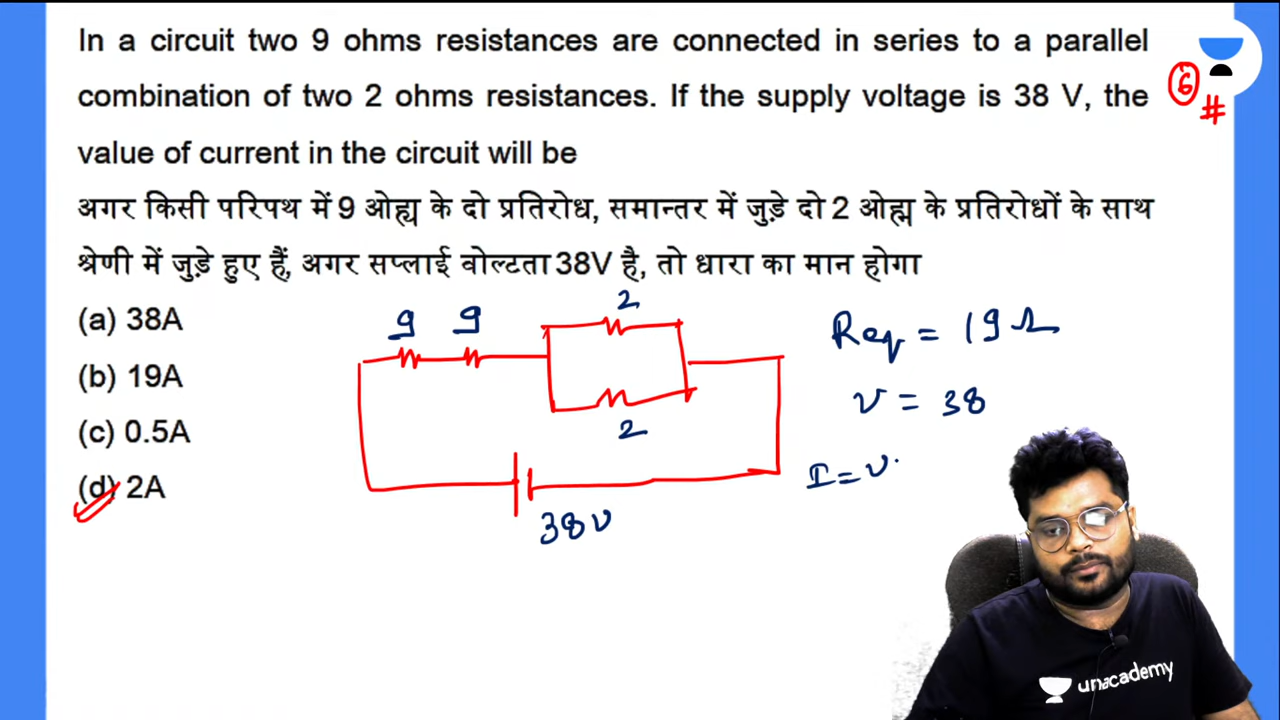 In a circuit two 9 ohms resistances are connected in series to a parallel
combination of two 2 ohms resistances. If the supply voltage is 38 V, the
value of current in the circuit will be
अगर किसी परिपथ में 9 ओह्य के दो प्रतिरोध, समान्तर में जुड़े दो 2 ओह्म के प्रतिरोधों के साथ
श्रेणी में जुड़े हुए हैं, अगर सप्लाई वोल्टता 38V है, तो धारा का मान होगा
(a) 38A
(b) 19A
(c) 0.5A
(d) 2A
6
#
9 9
2
2
38V
Req = 19Ω
V = 38
I = V
unacademy